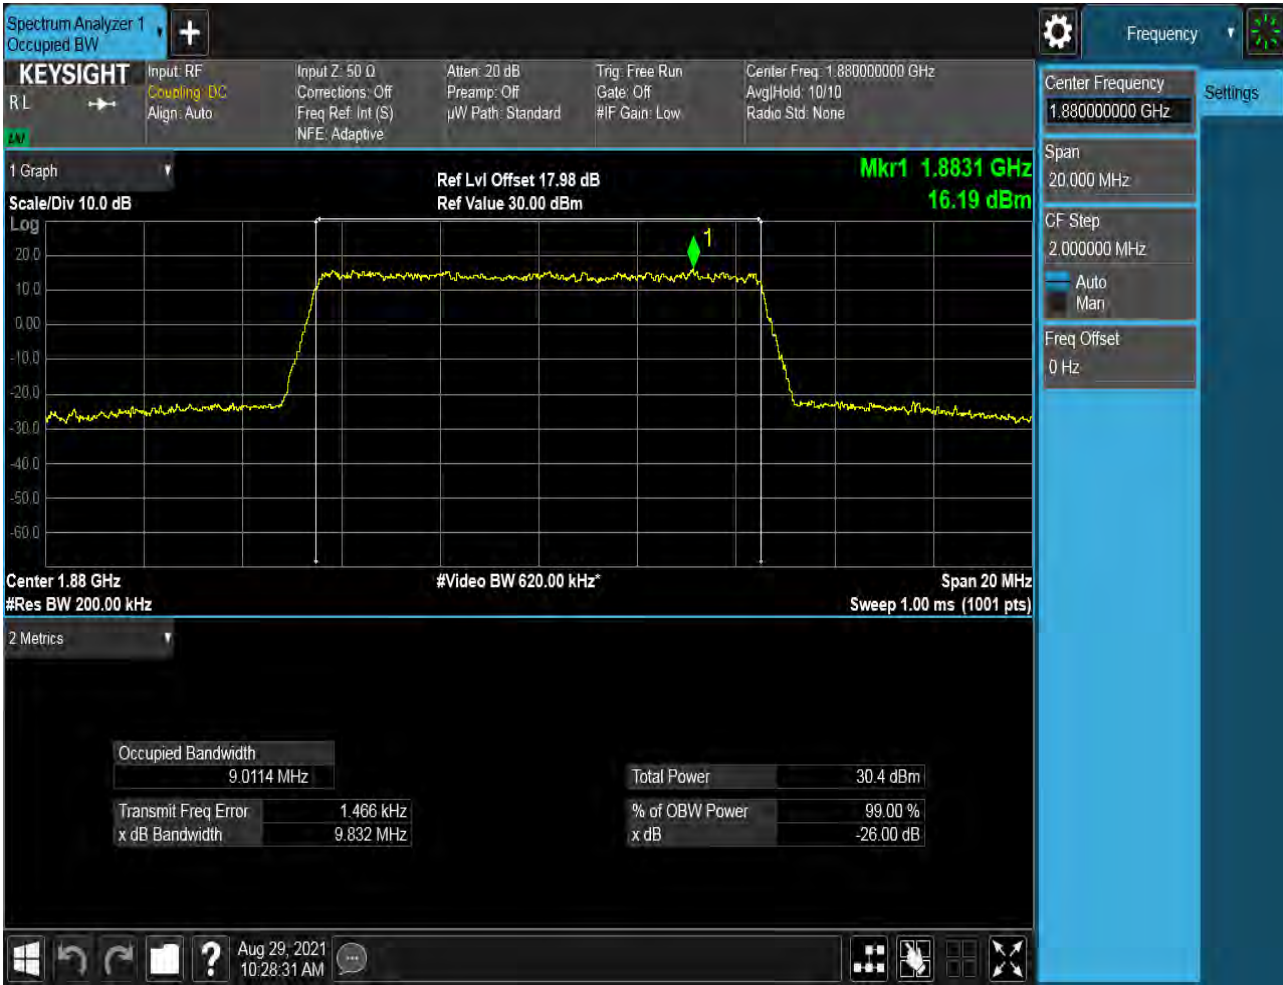 Spectrum Analyzer 1
Occupied BW
Frequency
KEYSIGHT
R L
Input: RF
Coupling: DC
Align: Auto
Input Z: 50 Ω
Corrections: Off
Freq Ref: Int (S)
NFE: Adaptive
Atten: 20 dB
Preamp: Off
µW Path: Standard
Trig: Free Run
Gate: Off
#IF Gain: Low
Center Freq: 1.880000000 GHz
Avg|Hold: 10/10
Radio Std: None
Center Frequency
1.880000000 GHz
Settings
Span
20.000 MHz
CF Step
2.000000 MHz
Auto
Man
Freq Offset
0 Hz
1 Graph
Scale/Div 10.0 dB
Ref Lvl Offset 17.98 dB
Ref Value 30.00 dBm
Mkr1 1.8831 GHz
16.19 dBm
Log
1
20.0
10.0
0.00
-10.0
-20.0
-30.0
-40.0
-50.0
-60.0
Center 1.88 GHz
#Video BW 620.00 kHz*
Span 20 MHz
#Res BW 200.00 kHz
Sweep 1.00 ms (1001 pts)
2 Metrics
Occupied Bandwidth
9.0114 MHz
Total Power 30.4 dBm
Transmit Freq Error 1.466 kHz
% of OBW Power 99.00 %
x dB Bandwidth 9.832 MHz
x dB -26.00 dB
Aug 29, 2021
10:28:31 AM